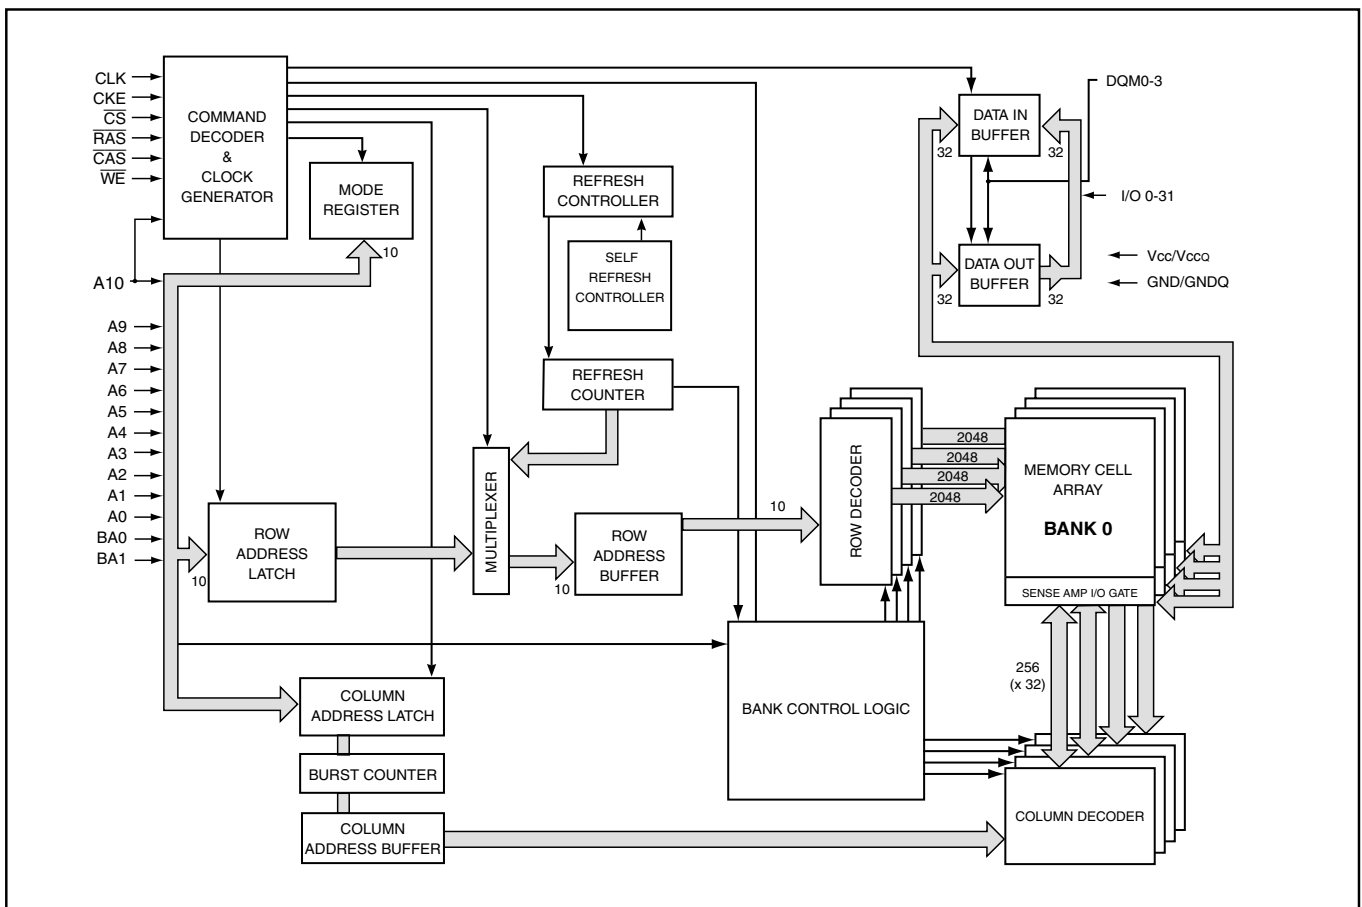 CLK
CKE
CS
RAS
CAS
WE
A10
A9
A8
A7
A6
A5
A4
A3
A2
A1
A0
BA0
BA1
COMMAND
DECODER
&
CLOCK
GENERATOR
MODE
REGISTER
10
REFRESH
CONTROLLER
SELF
REFRESH
CONTROLLER
REFRESH
COUNTER
DATA IN
BUFFER
32
32
DATA OUT
BUFFER
32
32
DQM0-3
I/O 0-31
Vcc/VccQ
GND/GNDQ
10
ROW
ADDRESS
LATCH
MULTIPLEXER
10
ROW
ADDRESS
BUFFER
10
ROW DECODER
2048
2048
2048
2048
MEMORY CELL
ARRAY
BANK 0
SENSE AMP I/O GATE
256
(x 32)
BANK CONTROL LOGIC
COLUMN
ADDRESS LATCH
BURST COUNTER
COLUMN
ADDRESS BUFFER
COLUMN DECODER